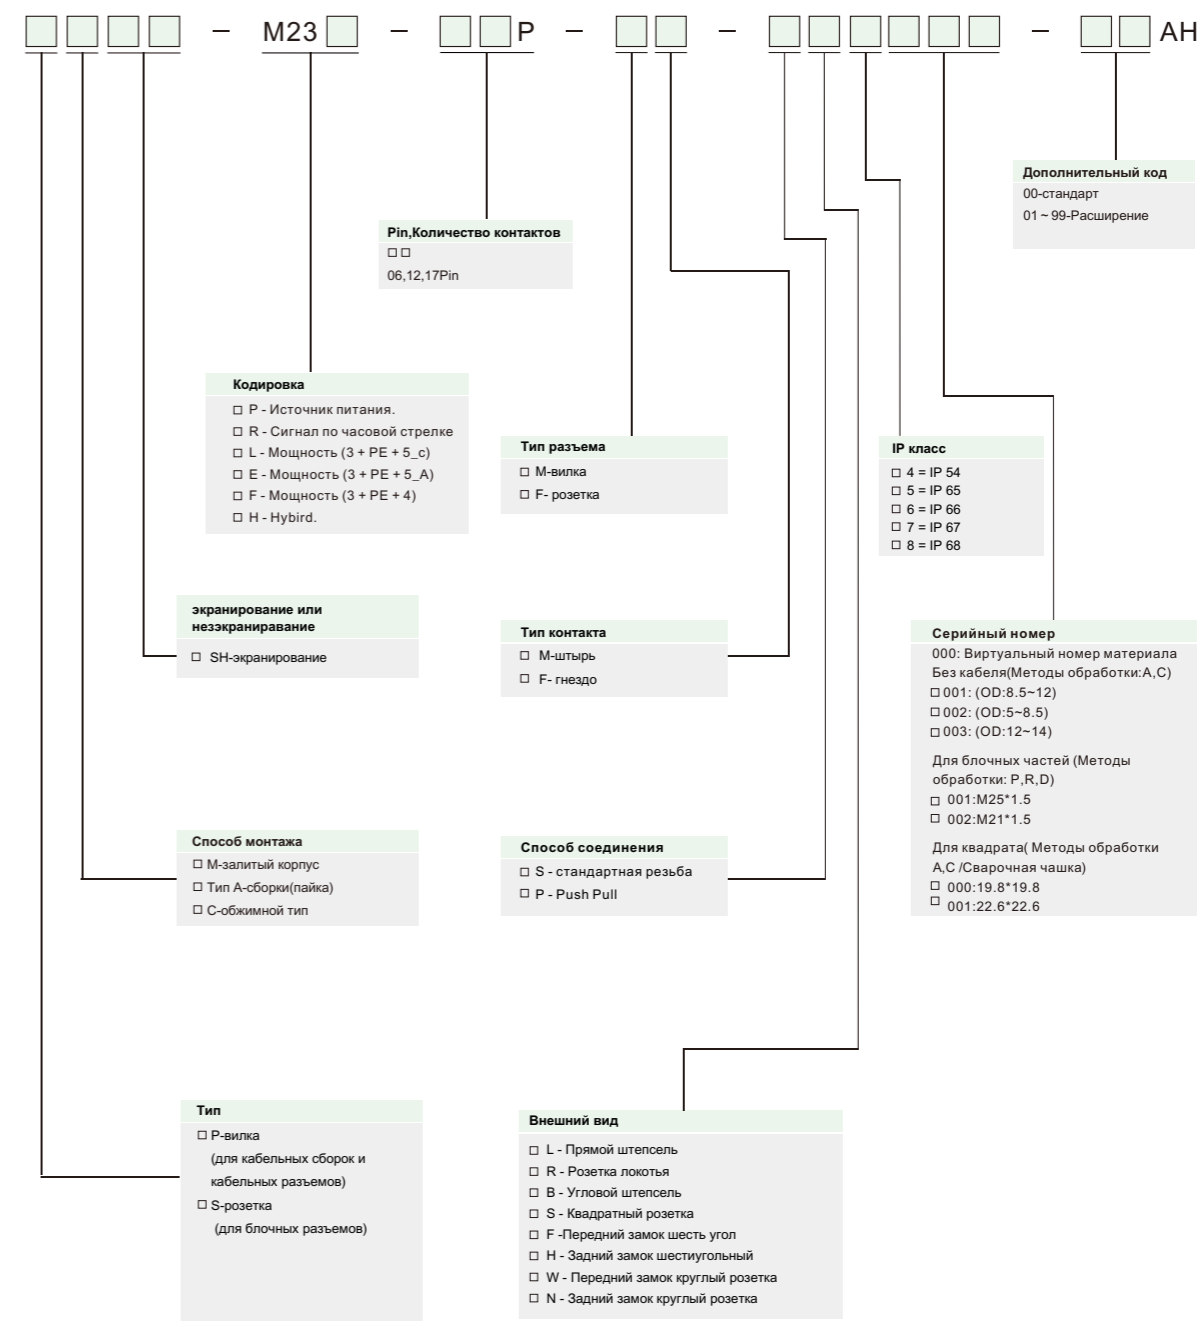 □ □ □ □ – M23 □ – □ □ P – □ □ – □ □ □ □ □ □ – □ □ AH
Дополнительный код
00-стандарт
01 ~ 99-Расширение
Pin,Количество контактов
□ □
06,12,17Pin
Кодировка
□ P - Источник питания.
□ R - Сигнал по часовой стрелке
□ L - Мощность (3 + PE + 5_c)
□ E - Мощность (3 + PE + 5_A)
□ F - Мощность (3 + PE + 4)
□ H - Hybird.
Тип разъема
□ М-вилка
□ F- розетка
IP класс
□ 4 = IP 54
□ 5 = IP 65
□ 6 = IP 66
□ 7 = IP 67
□ 8 = IP 68
экранирование или
незэкраниравание
□ SH-экранирование
Тип контакта
□ М-штырь
□ F- гнездо
Серийный номер
000: Виртуальный номер материала
Без кабеля(Методы обработки:A,C)
□ 001: (OD:8.5~12)
□ 002: (OD:5~8.5)
□ 003: (OD:12~14)
Для блочных частей (Методы
обработки: P,R,D)
□ 001:M25*1.5
□ 002:M21*1.5
Для квадрата( Методы обработки
A,C /Сварочная чашка)
□ 000:19.8*19.8
□ 001:22.6*22.6
Способ монтажа
□ М-залитый корпус
□ Тип А-сборки(пайка)
□ С-обжимной тип
Способ соединения
□ S - стандартная резьба
□ P - Push Pull
Тип
□ Р-вилка
(для кабельных сборок и
кабельных разъемов)
□ S-розетка
(для блочных разъемов)
Внешний вид
□ L - Прямой штепсель
□ R - Розетка локотья
□ B - Угловой штепсель
□ S - Квадратный розетка
□ F -Передний замок шесть угол
□ H - Задний замок шестиугольный
□ W - Передний замок круглый розетка
□ N - Задний замок круглый розетка